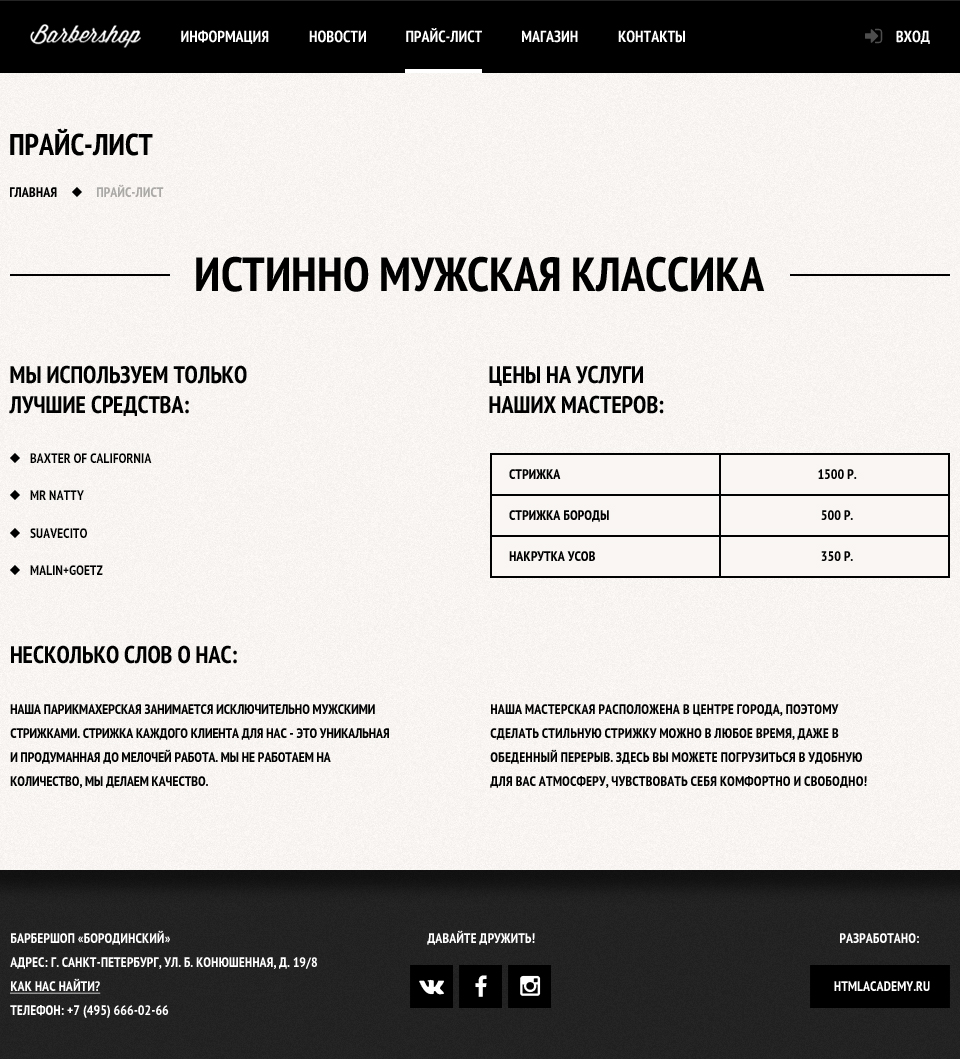 Barbershop
ИНФОРМАЦИЯ НОВОСТИ ПРАЙС-ЛИСТ МАГАЗИН КОНТАКТЫ ВХОД
ПРАЙС-ЛИСТ
ГЛАВНАЯ ◆ ПРАЙС-ЛИСТ
ИСТИННО МУЖСКАЯ КЛАССИКА
МЫ ИСПОЛЬЗУЕМ ТОЛЬКО
ЛУЧШИЕ СРЕДСТВА:
◆ BAXTER OF CALIFORNIA
◆ MR NATTY
◆ SUAVECITO
◆ MALIN+GOETZ
ЦЕНЫ НА УСЛУГИ
НАШИХ МАСТЕРОВ:
СТРИЖКА 1500 Р.
СТРИЖКА БОРОДЫ 500 Р.
НАКРУТКА УСОВ 350 Р.
НЕСКОЛЬКО СЛОВ О НАС:
НАША ПАРИКМАХЕРСКАЯ ЗАНИМАЕТСЯ ИСКЛЮЧИТЕЛЬНО МУЖСКИМИ
СТРИЖКАМИ. СТРИЖКА КАЖДОГО КЛИЕНТА ДЛЯ НАС - ЭТО УНИКАЛЬНАЯ
И ПРОДУМАННАЯ ДО МЕЛОЧЕЙ РАБОТА. МЫ НЕ РАБОТАЕМ НА
КОЛИЧЕСТВО, МЫ ДЕЛАЕМ КАЧЕСТВО.
НАША МАСТЕРСКАЯ РАСПОЛОЖЕНА В ЦЕНТРЕ ГОРОДА, ПОЭТОМУ
СДЕЛАТЬ СТИЛЬНУЮ СТРИЖКУ МОЖНО В ЛЮБОЕ ВРЕМЯ, ДАЖЕ В
ОБЕДЕННЫЙ ПЕРЕРЫВ. ЗДЕСЬ ВЫ МОЖЕТЕ ПОГРУЗИТЬСЯ В УДОБНУЮ
ДЛЯ ВАС АТМОСФЕРУ, ЧУВСТВОВАТЬ СЕБЯ КОМФОРТНО И СВОБОДНО!
БАРБЕРШОП «БОРОДИНСКИЙ»
АДРЕС: Г. САНКТ-ПЕТЕРБУРГ, УЛ. Б. КОНЮШЕННАЯ, Д. 19/8
КАК НАС НАЙТИ?
ТЕЛЕФОН: +7 (495) 666-02-66
ДАВАЙТЕ ДРУЖИТЬ!
РАЗРАБОТАНО:
HTMLACADEMY.RU